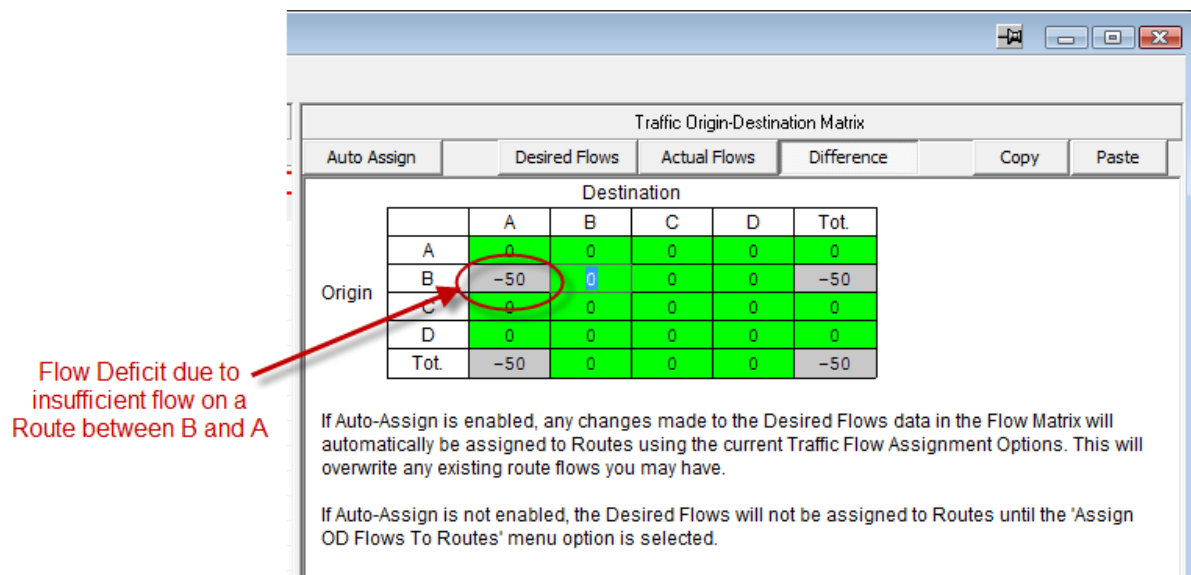 Traffic Origin-Destination Matrix
Auto Assign Desired Flows Actual Flows Difference Copy Paste
Destination
A B C D Tot.
A 0 0 0 0 0
Origin B -50 0 0 0 -50
C 0 0 0 0 0
D 0 0 0 0 0
Tot. -50 0 0 0 -50
Flow Deficit due to
insufficient flow on a
Route between B and A
If Auto-Assign is enabled, any changes made to the Desired Flows data in the Flow Matrix will
automatically be assigned to Routes using the current Traffic Flow Assignment Options. This will
overwrite any existing route flows you may have.
If Auto-Assign is not enabled, the Desired Flows will not be assigned to Routes until the 'Assign
OD Flows To Routes' menu option is selected.